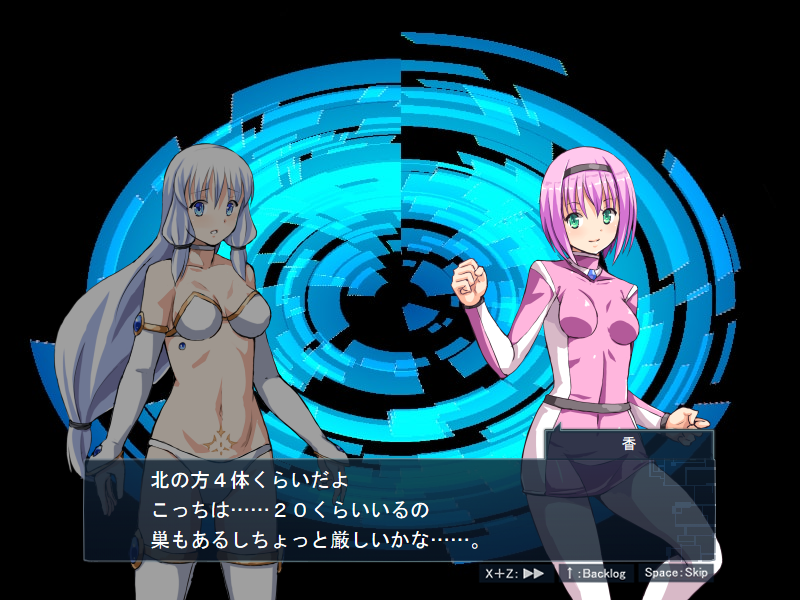 香
北の方４体くらいだよ
こっちは……２０くらいいるの
巣もあるしちょっと厳しいかな……。
X+Z: ▶▶ ↑:Backlog Space:Skip